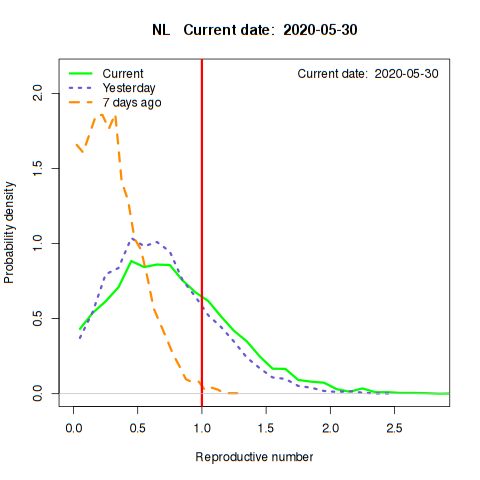 NL Current date: 2020-05-30
Current date: 2020-05-30
Current
Yesterday
7 days ago
Probability density
2.0
1.5
1.0
0.5
0.0
0.0 0.5 1.0 1.5 2.0 2.5
Reproductive number